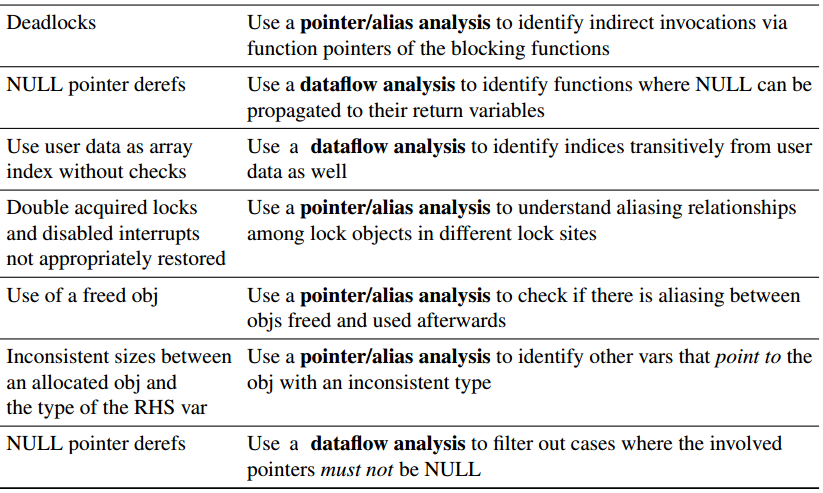 Deadlocks
Use a pointer/alias analysis to identify indirect invocations via
function pointers of the blocking functions
NULL pointer derefs
Use a dataflow analysis to identify functions where NULL can be
propagated to their return variables
Use user data as array
index without checks
Use a dataflow analysis to identify indices transitively from user
data as well
Double acquired locks
and disabled interrupts
not appropriately restored
Use a pointer/alias analysis to understand aliasing relationships
among lock objects in different lock sites
Use of a freed obj
Use a pointer/alias analysis to check if there is aliasing between
objs freed and used afterwards
Inconsistent sizes between
an allocated obj and
the type of the RHS var
Use a pointer/alias analysis to identify other vars that point to the
obj with an inconsistent type
NULL pointer derefs
Use a dataflow analysis to filter out cases where the involved
pointers must not be NULL